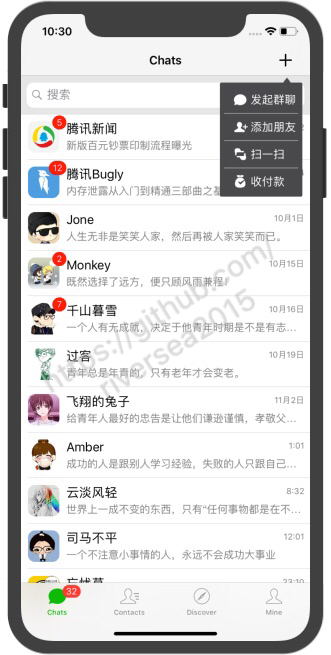 10:30
Chats
搜索
发起群聊
添加朋友
扫一扫
收付款
5
腾讯新闻
新版百元钞票印制流程曝光
12
腾讯Bugly
内存泄露从入门到精通三部曲之基
Jone
10月1日
人生无非是笑笑人家，然后再被人家笑笑而已。
2
Monkey
10月15日
既然选择了远方，便只顾风雨兼程！
7
千山暮雪
10月16日
一个人有无成就，决定于他青年时期是不是有志…
过客
10月19日
青年总是年青的，只有老年才会变老。
飞翔的兔子
11月2日
给青年人最好的忠告是让他们谦逊谨慎，孝敬父…
Amber
1:01
成功的人是跟别人学习经验，失败的人只跟自己…
云淡风轻
8:32
世界上一成不变的东西，只有“任何事物都是在不…
司马不平
12:01
一个不注意小事情的人，永远不会成功大事业
忘忧草
23:10
https://github.com/
riversea2015
32
Chats
Contacts
Discover
Mine